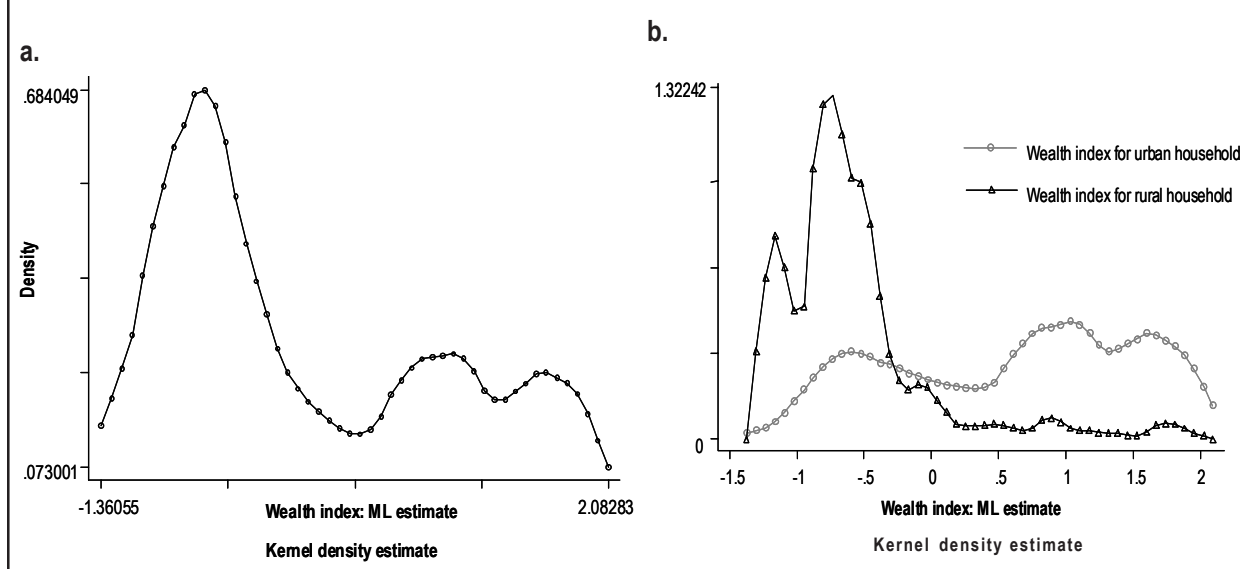 a.
.684049
Density
.073001
-1.36055
2.08283
Wealth index: ML estimate
Kernel density estimate
b.
1.32242
0
Wealth index for urban household
Wealth index for rural household
-1.5 -1 -.5 0 .5 1 1.5 2
Wealth index: ML estimate
Kernel density estimate